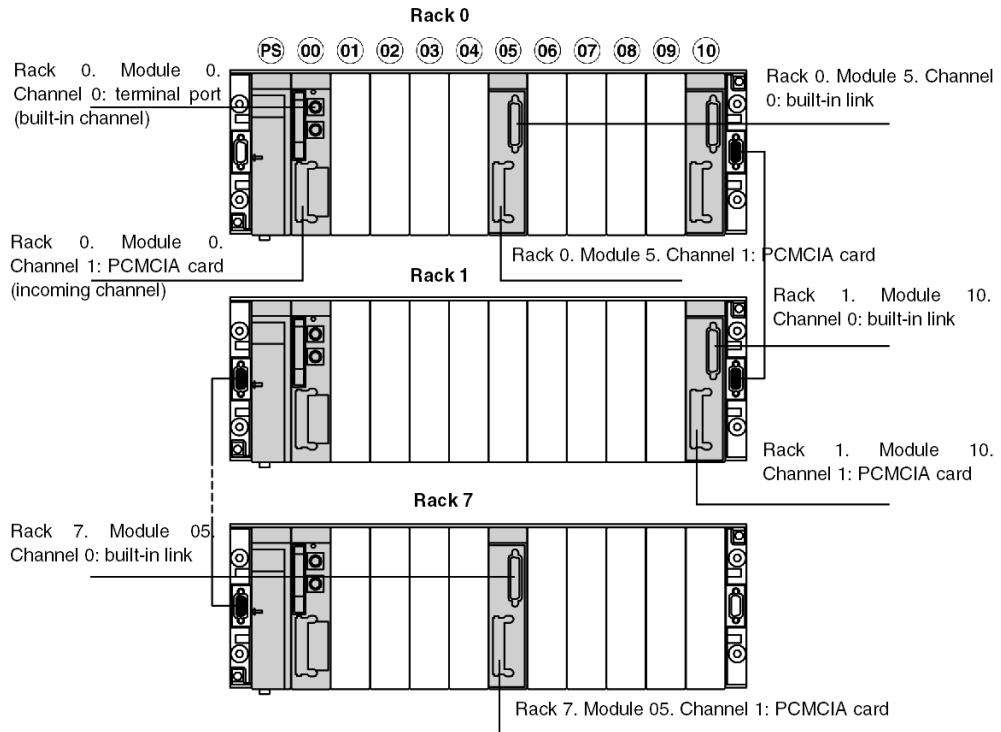 Rack 0
PS 00 01 02 03 04 05 06 07 08 09 10
Rack 0. Module 0.
Channel 0: terminal port
(built-in channel)
Rack 0. Module 5. Channel
0: built-in link
Rack 0. Module 0.
Channel 1: PCMCIA card
(incoming channel)
Rack 0. Module 5. Channel 1: PCMCIA card
Rack 1
Rack 1. Module 10.
Channel 0: built-in link
Rack 1. Module 10.
Channel 1: PCMCIA card
Rack 7
Rack 7. Module 05.
Channel 0: built-in link
Rack 7. Module 05. Channel 1: PCMCIA card